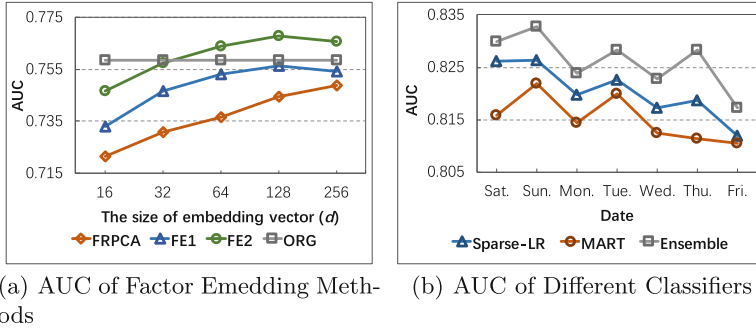 0.775
0.755
0.735
0.715
AUC
16 32 64 128 256
The size of embedding vector (d)
FRPCA FE1 FE2 ORG
(a) AUC of Factor Emedding Meth-
ods
0.835
0.825
0.815
0.805
AUC
Sat. Sun. Mon. Tue. Wed. Thu. Fri.
Date
Sparse-LR MART Ensemble
(b) AUC of Different Classifiers